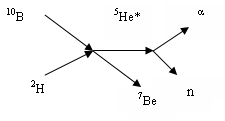 ¹⁰B ⁵He* α
²H ⁷Be n